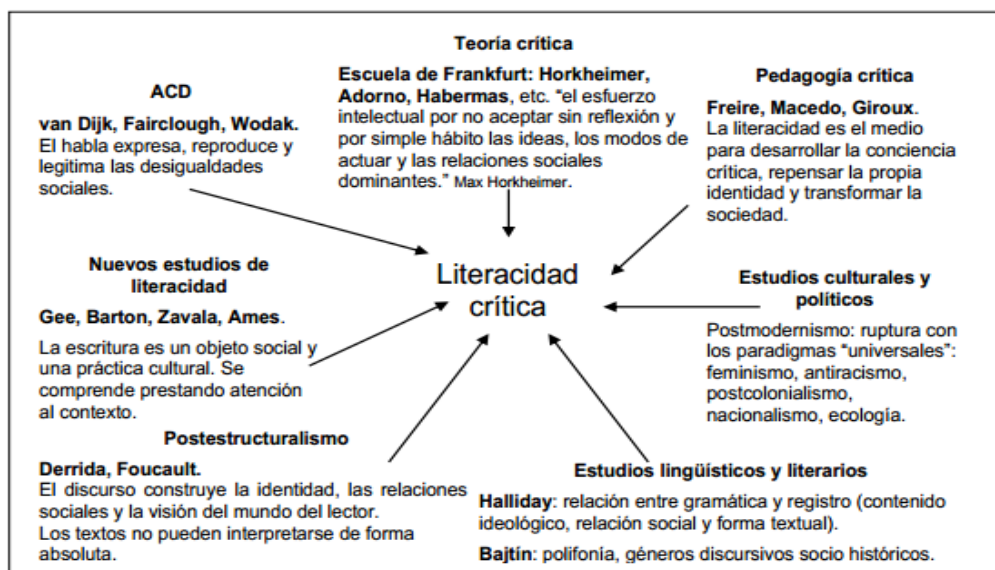 Teoría crítica
Escuela de Frankfurt: Horkheimer,
Adorno, Habermas, etc. “el esfuerzo
intelectual por no aceptar sin reflexión y
por simple hábito las ideas, los modos de
actuar y las relaciones sociales
dominantes.” Max Horkheimer.
ACD
van Dijk, Fairclough, Wodak.
El habla expresa, reproduce y
legitima las desigualdades
sociales.
Pedagogía crítica
Freire, Macedo, Giroux.
La literacidad es el medio
para desarrollar la conciencia
crítica, repensar la propia
identidad y transformar la
sociedad.
Literacidad
crítica
Nuevos estudios de
literacidad
Gee, Barton, Zavala, Ames.
La escritura es un objeto social y
una práctica cultural. Se
comprende prestando atención
al contexto.
Estudios culturales y
políticos
Postmodernismo: ruptura con
los paradigmas “universales”:
feminismo, antiracismo,
postcolonialismo,
nacionalismo, ecología.
Postestructuralismo
Derrida, Foucault.
El discurso construye la identidad, las relaciones
sociales y la visión del mundo del lector.
Los textos no pueden interpretarse de forma
absoluta.
Estudios lingüísticos y literarios
Halliday: relación entre gramática y registro (contenido
ideológico, relación social y forma textual).
Bajtín: polifonía, géneros discursivos socio históricos.